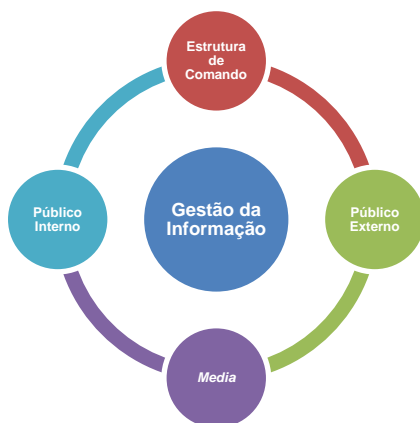 Estrutura
de
Comando
Público
Interno
Gestão da
Informação
Público
Externo
Media